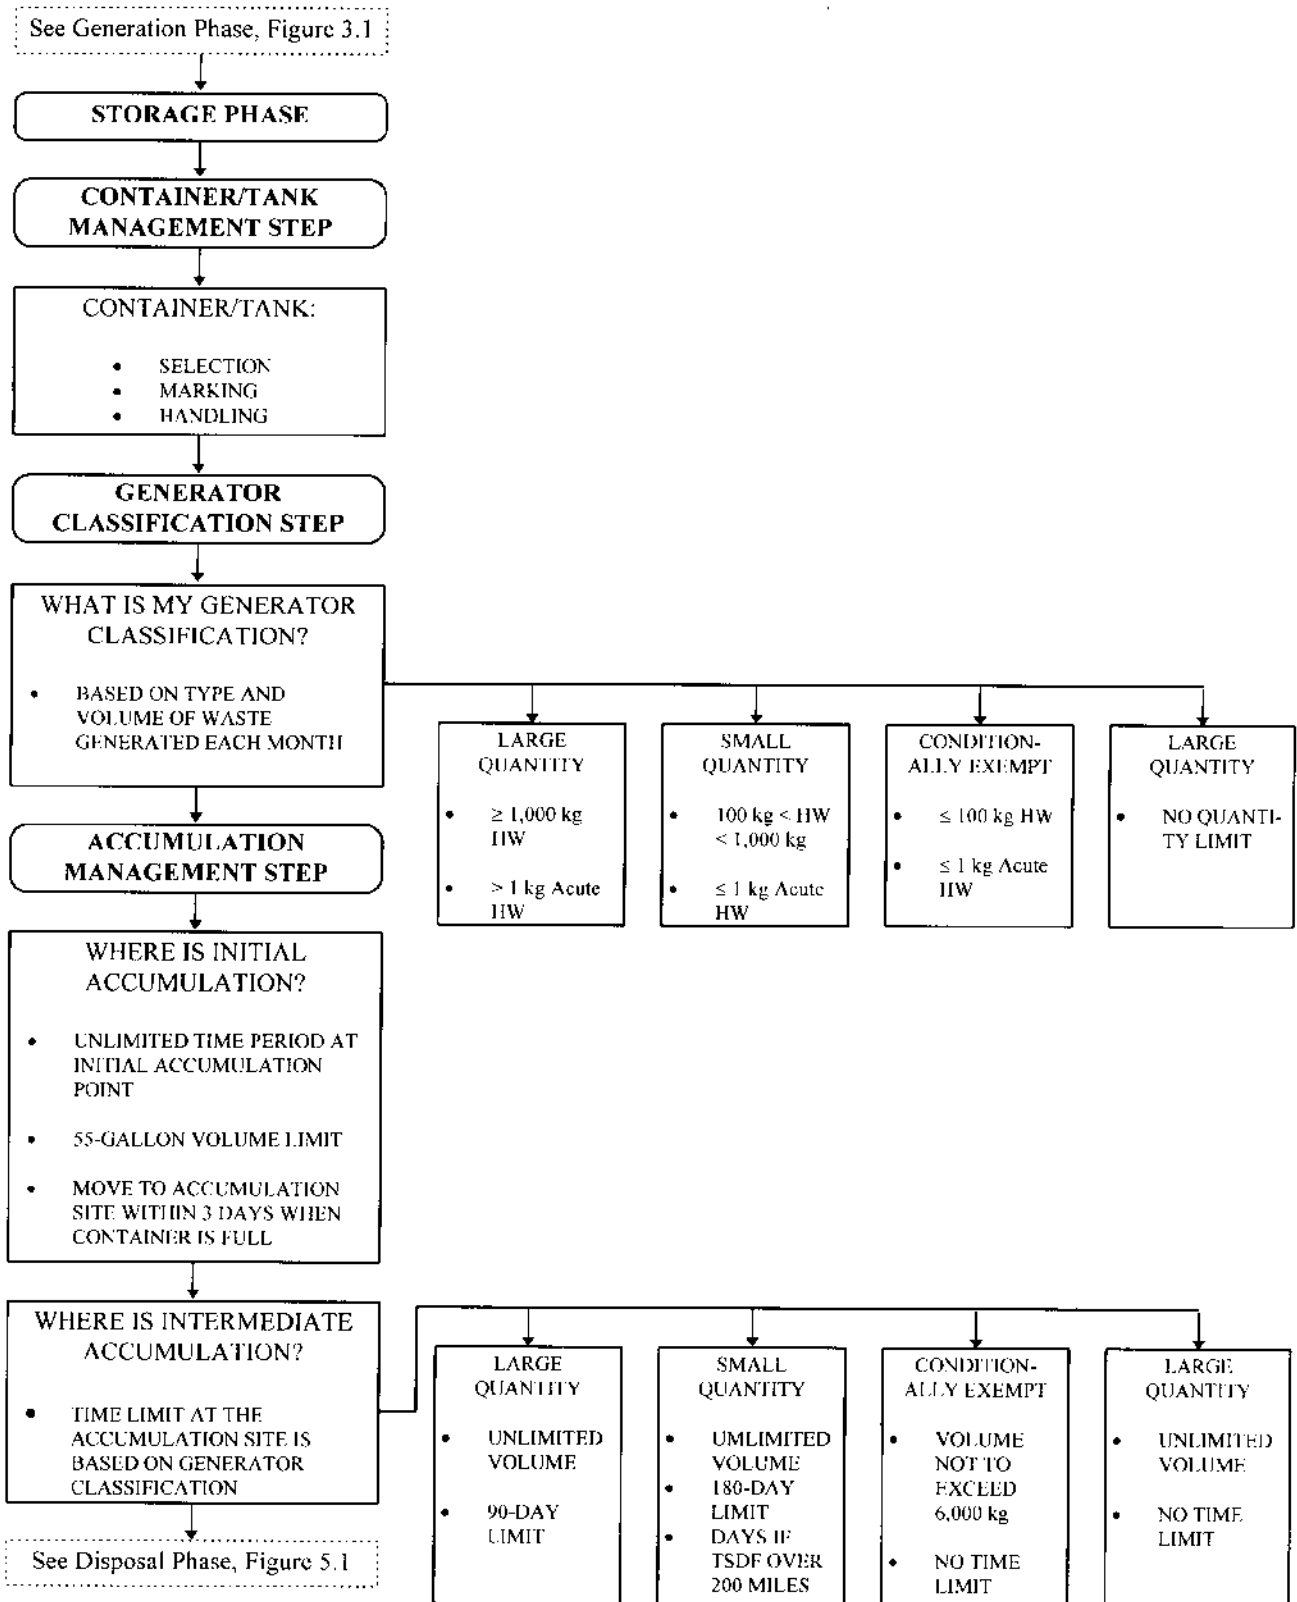 See Generation Phase, Figure 3.1
STORAGE PHASE
CONTAINER/TANK
MANAGEMENT STEP
CONTAINER/TANK:
• SELECTION
• MARKING
• HANDLING
GENERATOR
CLASSIFICATION STEP
WHAT IS MY GENERATOR
CLASSIFICATION?
• BASED ON TYPE AND
VOLUME OF WASTE
GENERATED EACH MONTH
LARGE
QUANTITY
• ≥ 1,000 kg
HW
• > 1 kg Acute
HW
SMALL
QUANTITY
• 100 kg < HW
< 1,000 kg
• ≤ 1 kg Acute
HW
CONDITION-
ALLY EXEMPT
• ≤ 100 kg HW
• ≤ 1 kg Acute
HW
LARGE
QUANTITY
• NO QUANTI-
TY LIMIT
ACCUMULATION
MANAGEMENT STEP
WHERE IS INITIAL
ACCUMULATION?
• UNLIMITED TIME PERIOD AT
INITIAL ACCUMULATION
POINT
• 55-GALLON VOLUME LIMIT
• MOVE TO ACCUMULATION
SITE WITHIN 3 DAYS WHEN
CONTAINER IS FULL
WHERE IS INTERMEDIATE
ACCUMULATION?
• TIME LIMIT AT THE
ACCUMULATION SITE IS
BASED ON GENERATOR
CLASSIFICATION
LARGE
QUANTITY
• UNLIMITED
VOLUME
• 90-DAY
LIMIT
SMALL
QUANTITY
• UMLIMITED
VOLUME
• 180-DAY
LIMIT
• DAYS IF
TSDF OVER
200 MILES
CONDITION-
ALLY EXEMPT
• VOLUME
NOT TO
EXCEED
6,000 kg
• NO TIME
LIMIT
LARGE
QUANTITY
• UNLIMITED
VOLUME
• NO TIME
LIMIT
See Disposal Phase, Figure 5.1